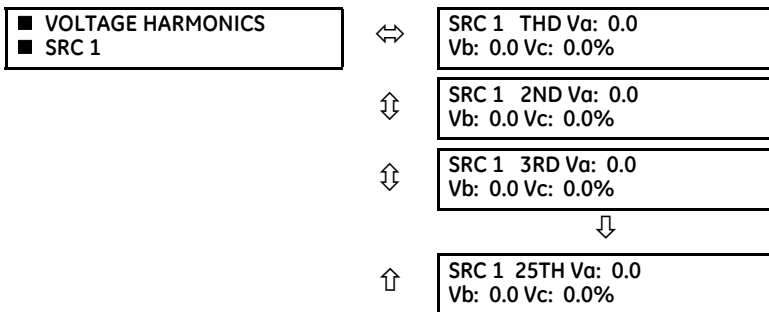 ■ VOLTAGE HARMONICS
■ SRC 1
SRC 1 THD Va: 0.0
Vb: 0.0 Vc: 0.0%
SRC 1 2ND Va: 0.0
Vb: 0.0 Vc: 0.0%
SRC 1 3RD Va: 0.0
Vb: 0.0 Vc: 0.0%
SRC 1 25TH Va: 0.0
Vb: 0.0 Vc: 0.0%